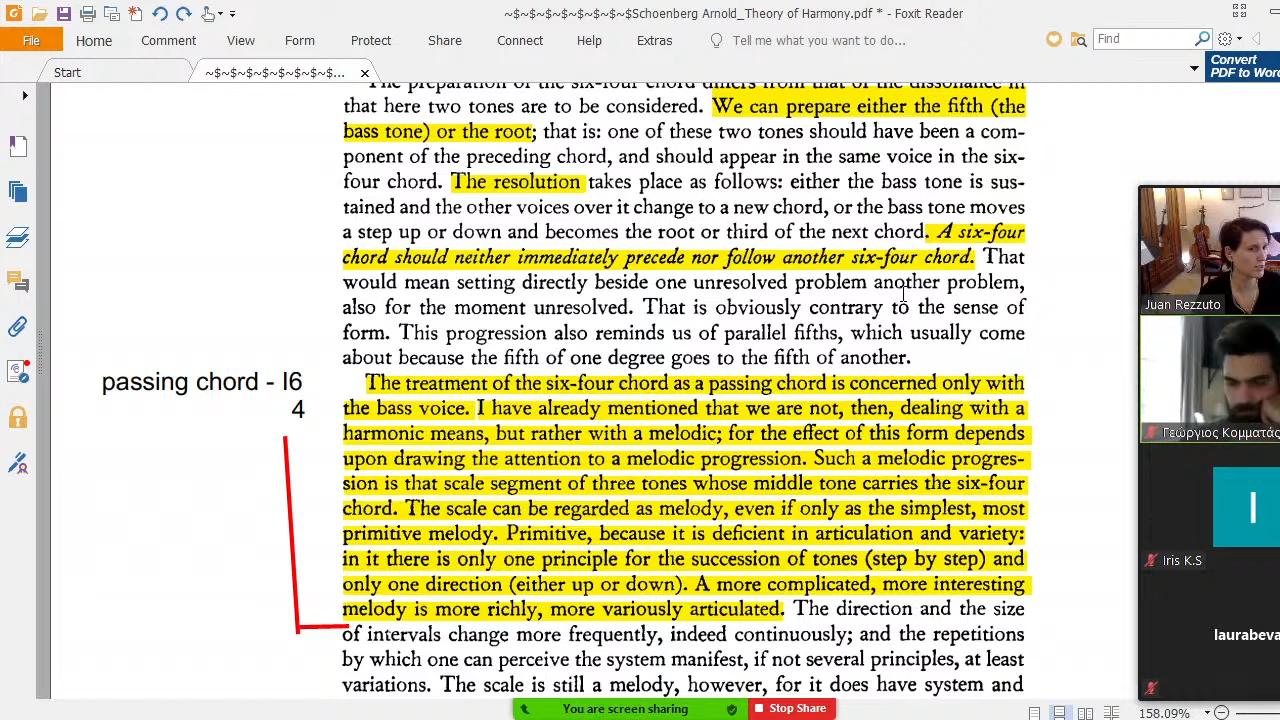 ~$~$~$~$~$~$~$Schoenberg Arnold_Theory of Harmony.pdf * - Foxit Reader
File Home Comment View Form Protect Share Connect Help Extras Tell me what you want to do... Find
Start ~$~$~$~$~$~$~$... Convert
PDF to Word
The preparation of the six-four chord differs from that of the dissonance in
that here two tones are to be considered. We can prepare either the fifth (the
bass tone) or the root; that is: one of these two tones should have been a com-
ponent of the preceding chord, and should appear in the same voice in the six-
four chord. The resolution takes place as follows: either the bass tone is sus-
tained and the other voices over it change to a new chord, or the bass tone moves
a step up or down and becomes the root or third of the next chord. A six-four
chord should neither immediately precede nor follow another six-four chord. That
would mean setting directly beside one unresolved problem another problem,
also for the moment unresolved. That is obviously contrary to the sense of
form. This progression also reminds us of parallel fifths, which usually come
about because the fifth of one degree goes to the fifth of another.
passing chord - I6
4
The treatment of the six-four chord as a passing chord is concerned only with
the bass voice. I have already mentioned that we are not, then, dealing with a
harmonic means, but rather with a melodic; for the effect of this form depends
upon drawing the attention to a melodic progression. Such a melodic progres-
sion is that scale segment of three tones whose middle tone carries the six-four
chord. The scale can be regarded as melody, even if only as the simplest, most
primitive melody. Primitive, because it is deficient in articulation and variety:
in it there is only one principle for the succession of tones (step by step) and
only one direction (either up or down). A more complicated, more interesting
melody is more richly, more variously articulated. The direction and the size
of intervals change more frequently, indeed continuously; and the repetitions
by which one can perceive the system manifest, if not several principles, at least
variations. The scale is still a melody, however, for it does have system and
Juan Rezzuto
Γεώργιος Κομματάς
I
Iris K.S
laurabeva
You are screen sharing Stop Share
158.09%